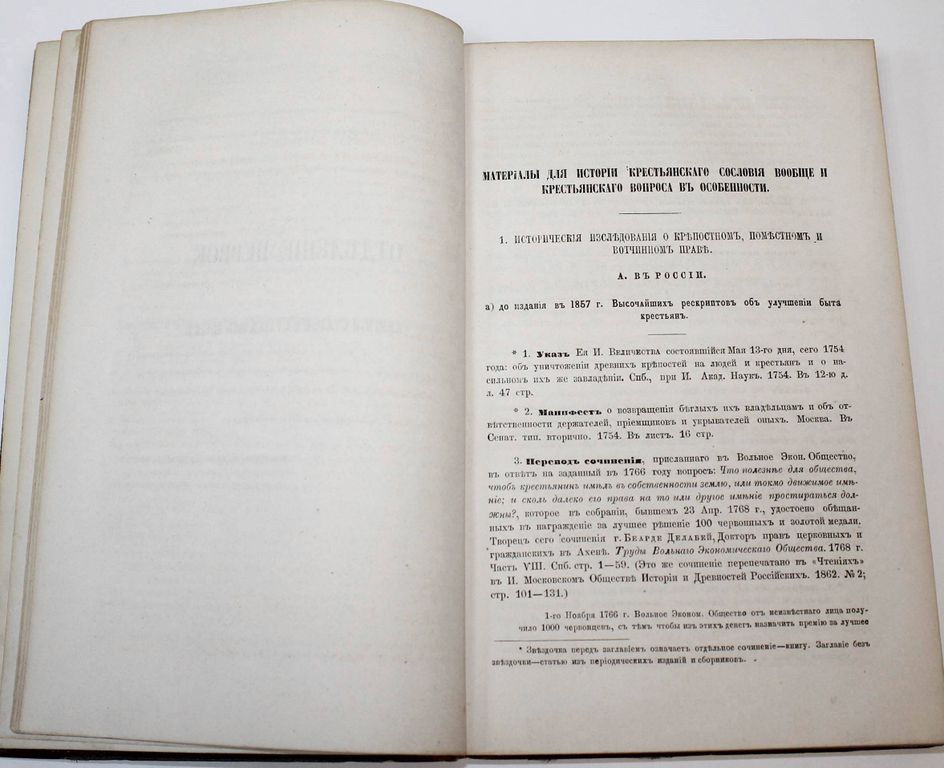 МАТЕРІАЛЫ ДЛЯ ИСТОРІИ КРЕСТЬЯНСКАГО СОСЛОВІЯ ВООБЩЕ И
КРЕСТЬЯНСКАГО ВОПРОСА ВЪ ОСОБЕННОСТИ.
1. ИСТОРИЧЕСКІЯ ИЗСЛѢДОВАНІЯ О КРѢПОСТНОМЪ, ПОМѢСТНОМЪ И
ВОТЧИННОМЪ ПРАВѢ.
А. ВЪ РОССІИ.
а) до изданія въ 1857 г. Высочайшихъ рескриптовъ объ улучшеніи быта
крестьянъ.
* 1. Указъ Ея И. Величества состоявшійся Мая 13-го дня, сего 1754
года: объ уничтоженіи древнихъ крѣпостей на людей и крестьянъ и о на-
сильномъ ихъ же завладѣніи. Спб., при И. Акад. Наукъ. 1754. Въ 12-ю д.
л. 47 стр.
* 2. Манифестъ о возвращеніи бѣглыхъ ихъ владѣльцамъ и объ от-
вѣтственности держателей, пріемщиковъ и укрывателей оныхъ. Москва. Въ
Сенат. тип. вторично. 1754. Въ листъ. 16 стр.
3. Переводъ сочиненія, присланнаго въ Вольное Экон. Общество,
въ отвѣтъ на заданный въ 1766 году вопросъ: Что полезнѣе для общества,
чтобъ крестьянинъ имѣлъ въ собственности землю, или токмо движимое имѣ-
ніе; и сколь далеко его права на то или другое имѣніе простираться дол-
жны?, которое въ собраніи, бывшемъ 23 Апр. 1768 г., удостоено обѣщан-
ныхъ въ награжденіе за лучшее рѣшеніе 100 червонныхъ и золотой медали.
Творецъ сего сочиненія г. Беарде Делабей, Докторъ правъ церковныхъ и
гражданскихъ въ Ахенѣ. Труды Вольнаго Экономическаго Общества. 1768 г.
Часть VIII. Спб. стр. 1—59. (Это же сочиненіе перепечатано въ «Чтеніяхъ»
въ И. Московскомъ Обществѣ Исторіи и Древностей Россійскихъ. 1862. № 2;
стр. 101—131.)
1-го Ноября 1766 г. Вольное Эконом. Общество отъ неизвѣстнаго лица полу-
чило 1000 червонцевъ, съ тѣмъ чтобы изъ этихъ денегъ назначить премію за лучшее
* Звѣздочка передъ заглавіемъ означаетъ отдѣльное сочиненіе—книгу. Заглавіе безъ
звѣздочки—статью изъ періодическихъ изданій и сборниковъ.